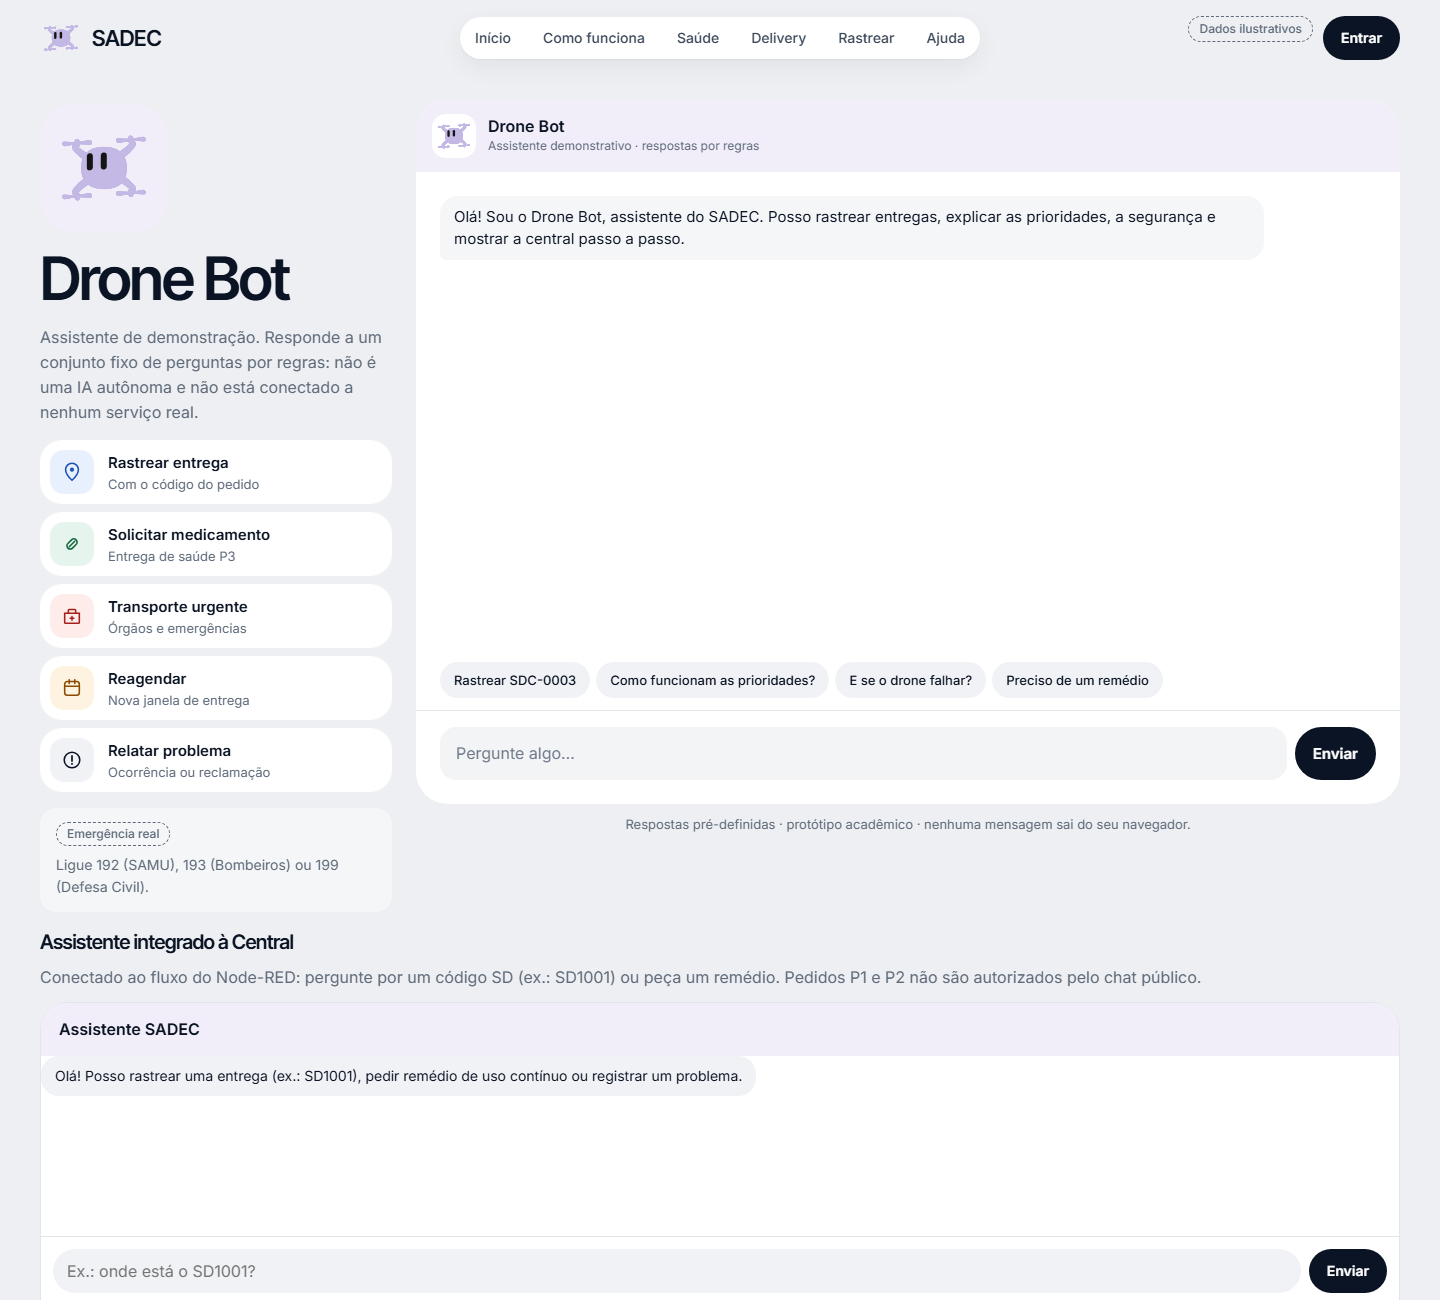 SADEC
Início
Como funciona
Saúde
Delivery
Rastrear
Ajuda
Dados ilustrativos
Entrar
Drone Bot
Assistente de demonstração. Responde a um
conjunto fixo de perguntas por regras: não é
uma IA autônoma e não está conectado a
nenhum serviço real.
Rastrear entrega
Com o código do pedido
Solicitar medicamento
Entrega de saúde P3
Transporte urgente
Órgãos e emergências
Reagendar
Nova janela de entrega
Relatar problema
Ocorrência ou reclamação
Emergência real
Ligue 192 (SAMU), 193 (Bombeiros) ou 199
(Defesa Civil).
Drone Bot
Assistente demonstrativo · respostas por regras
Olá! Sou o Drone Bot, assistente do SADEC. Posso rastrear entregas, explicar as prioridades, a segurança e
mostrar a central passo a passo.
Rastrear SDC-0003
Como funcionam as prioridades?
E se o drone falhar?
Preciso de um remédio
Pergunte algo...
Enviar
Respostas pré-definidas · protótipo acadêmico · nenhuma mensagem sai do seu navegador.
Assistente integrado à Central
Conectado ao fluxo do Node-RED: pergunte por um código SD (ex.: SD1001) ou peça um remédio. Pedidos P1 e P2 não são autorizados pelo chat público.
Assistente SADEC
Olá! Posso rastrear uma entrega (ex.: SD1001), pedir remédio de uso contínuo ou registrar um problema.
Ex.: onde está o SD1001?
Enviar